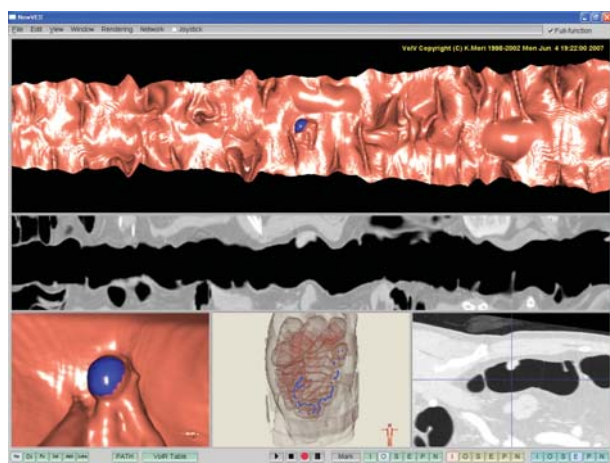 NewVES
File Edit View Window Rendering Network Joystick Full-function
VolV Copyright (C) K.Mori 1998-2002 Mon Jun 4 19:22:00 2007
PATH VolR Table Mark I O S E P N I O S E P N I O S E P N